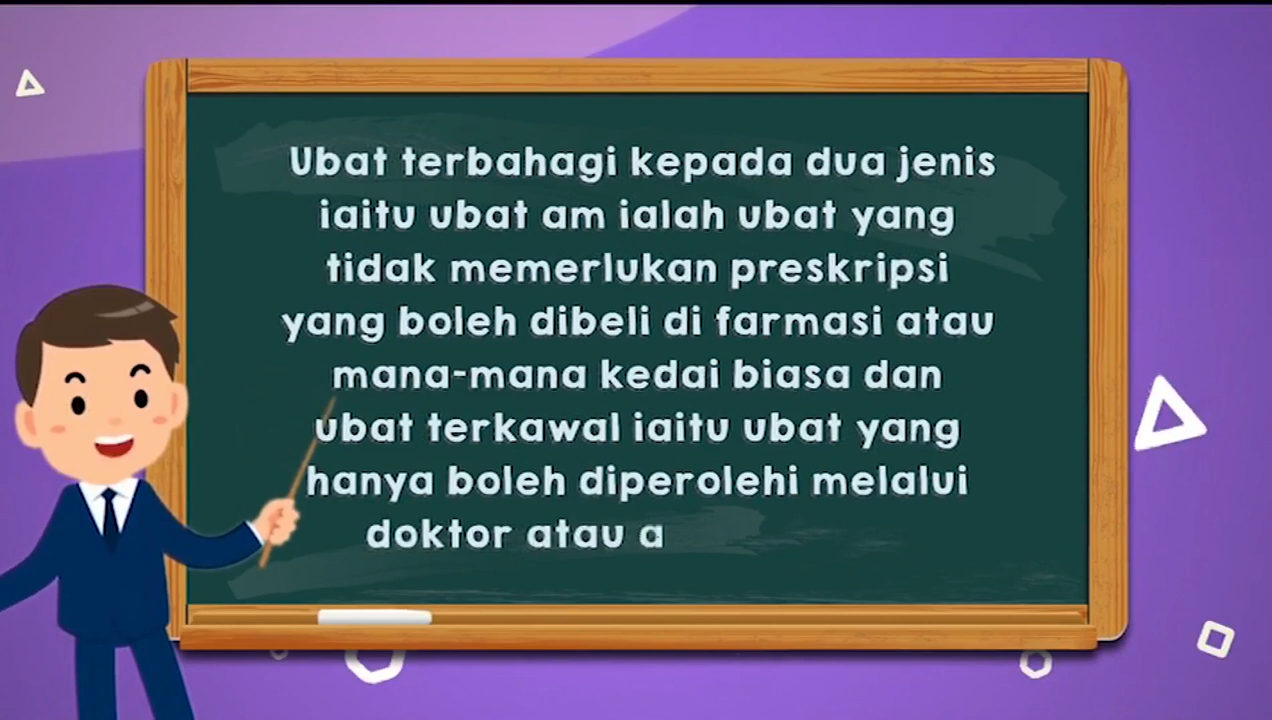 Ubat terbahagi kepada dua jenis
iaitu ubat am ialah ubat yang
tidak memerlukan preskripsi
yang boleh dibeli di farmasi atau
mana-mana kedai biasa dan
ubat terkawal iaitu ubat yang
hanya boleh diperolehi melalui
doktor atau a